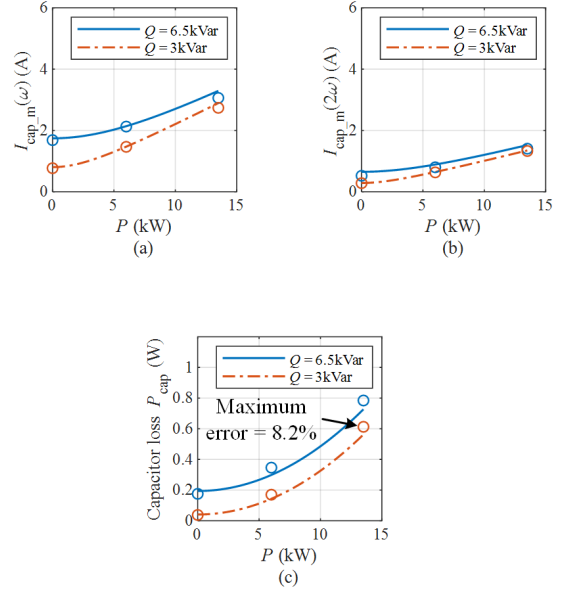 6
4
2
0
0 5 10 15
I_cap_m(ω) (A)
Q = 6.5kVar
Q = 3kVar
P (kW)
(a)
6
4
2
0
0 5 10 15
I_cap_m(2ω) (A)
Q = 6.5kVar
Q = 3kVar
P (kW)
(b)
1
0.8
0.6
0.4
0.2
0
0 5 10 15
Capacitor loss P_cap (W)
Q = 6.5kVar
Q = 3kVar
Maximum
error = 8.2%
P (kW)
(c)